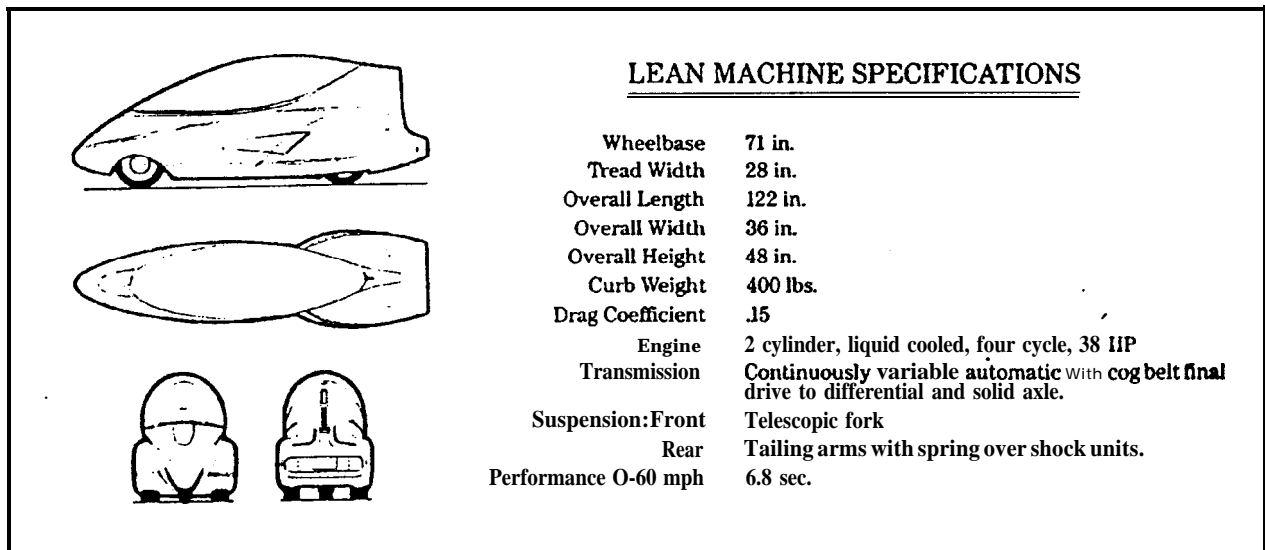 LEAN MACHINE SPECIFICATIONS
Wheelbase 71 in.
Tread Width 28 in.
Overall Length 122 in.
Overall Width 36 in.
Overall Height 48 in.
Curb Weight 400 lbs.
Drag Coefficient .15
Engine 2 cylinder, liquid cooled, four cycle, 38 IIP
Transmission Continuously variable automatic With cog belt final
drive to differential and solid axle.
Suspension:Front Telescopic fork
Rear Tailing arms with spring over shock units.
Performance O-60 mph 6.8 sec.